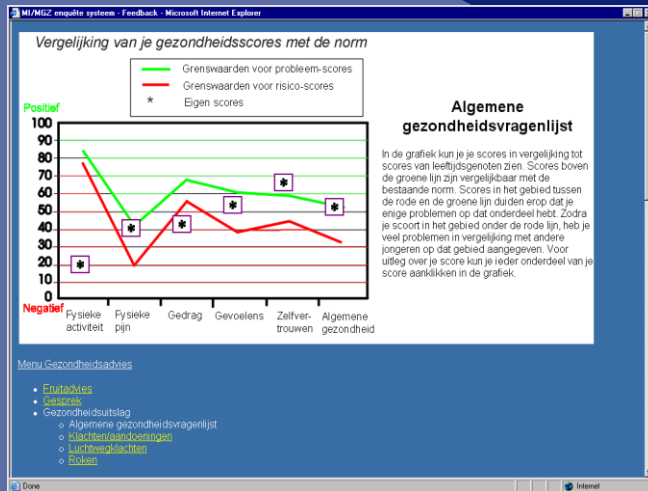 MI/MGZ enquête systeem - Feedback - Microsoft Internet Explorer
Vergelijking van je gezondheidsscores met de norm
Grenswaarden voor probleem-scores
Grenswaarden voor risico-scores
* Eigen scores
Positief
100
90
80
70
60
50
40
30
20
10
0
Negatief
Fysieke activiteit
Fysieke pijn
Gedrag
Gevoelens
Zelfver-
trouwen
Algemene gezondheid
Algemene
gezondheidsvragenlijst
In de grafiek kun je je scores in vergelijking tot
scores van leeftijdsgenoten zien. Scores boven
de groene lijn zijn vergelijkbaar met de
bestaande norm. Scores in het gebied tussen
de rode en de groene lijn duiden erop dat je
enige problemen op dat onderdeel hebt. Zodra
je scoort in het gebied onder de rode lijn, heb je
veel problemen in vergelijking met andere
jongeren op dat gebied aangegeven. Voor
uitleg over je score kun je ieder onderdeel van je
score aanklikken in de grafiek.
Menu Gezondheidsadvies
Fruitadvies
Gesprek
Gezondheidsuitslag
Algemene gezondheidsvragenlijst
Klachten/aandoeningen
Luchtwegklachten
Roken
Done
Internet